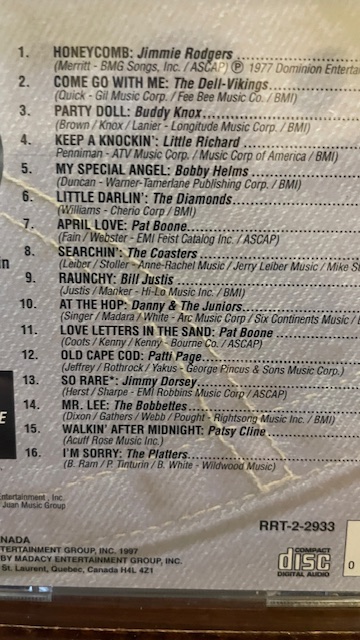 1. HONEYCOMB: Jimmie Rodgers
(Merritt - BMG Songs, Inc. / ASCAP) Ⓟ 1977 Dominion Enterta
2. COME GO WITH ME: The Dell-Vikings
(Quick - Gil Music Corp. / Fee Bee Music Co. / BMI)
3. PARTY DOLL: Buddy Knox
(Brown / Knox / Lanier - Longitude Music Corp. / BMI)
4. KEEP A KNOCKIN': Little Richard
Penniman - ATV Music Corp. / Music Corp of America / BMI)
5. MY SPECIAL ANGEL: Bobby Helms
(Duncan - Warner-Tamerlane Publishing Corp. / BMI)
6. LITTLE DARLIN': The Diamonds
(Williams - Cherio Corp / BMI)
7. APRIL LOVE: Pat Boone
(Fain / Webster - EMI Feist Catalog Inc. / ASCAP)
8. SEARCHIN': The Coasters
(Leiber / Stoller - Anne-Rachel Music / Jerry Leiber Music / Mike S
9. RAUNCHY: Bill Justis
(Justis / Manker - Hi-Lo Music Inc. / BMI)
10. AT THE HOP: Danny & The Juniors
(Singer / Madara / White - Arc Music Corp / Six Continents Music /
11. LOVE LETTERS IN THE SAND: Pat Boone
(Coots / Kenny / Kenny - Bourne Co. / ASCAP)
12. OLD CAPE COD: Patti Page
(Jeffrey / Rothrock / Yakus - George Pincus & Sons Music Corp.)
13. SO RARE*: Jimmy Dorsey
(Herst / Sharpe - EMI Robbins Music Corp / ASCAP)
14. MR. LEE: The Bobbettes
(Dixon / Gathers / Webb / Pought - Rightsong Music Inc. / BMI)
15. WALKIN' AFTER MIDNIGHT: Patsy Cline
(Acuff Rose Music Inc.)
16. I'M SORRY: The Platters
(B. Ram / P. Tinturin / B. White - Wildwood Music)
in
E
Entertainment, Inc.
Juan Music Group
RRT-2-2933
NADA
TERTAINMENT GROUP, INC. 1997
BY MADACY ENTERTAINMENT GROUP, INC.
St. Laurent, Quebec, Canada H4L 4Z1
COMPACT
disc
DIGITAL AUDIO
0